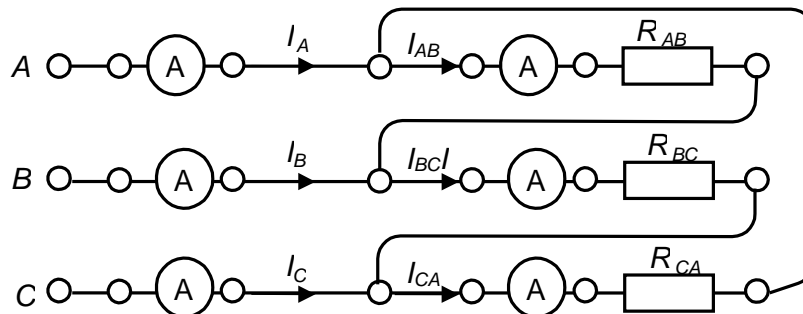 A A I_A I_AB A R_AB
B A I_B I_BC I A R_BC
C A I_C I_CA A R_CA